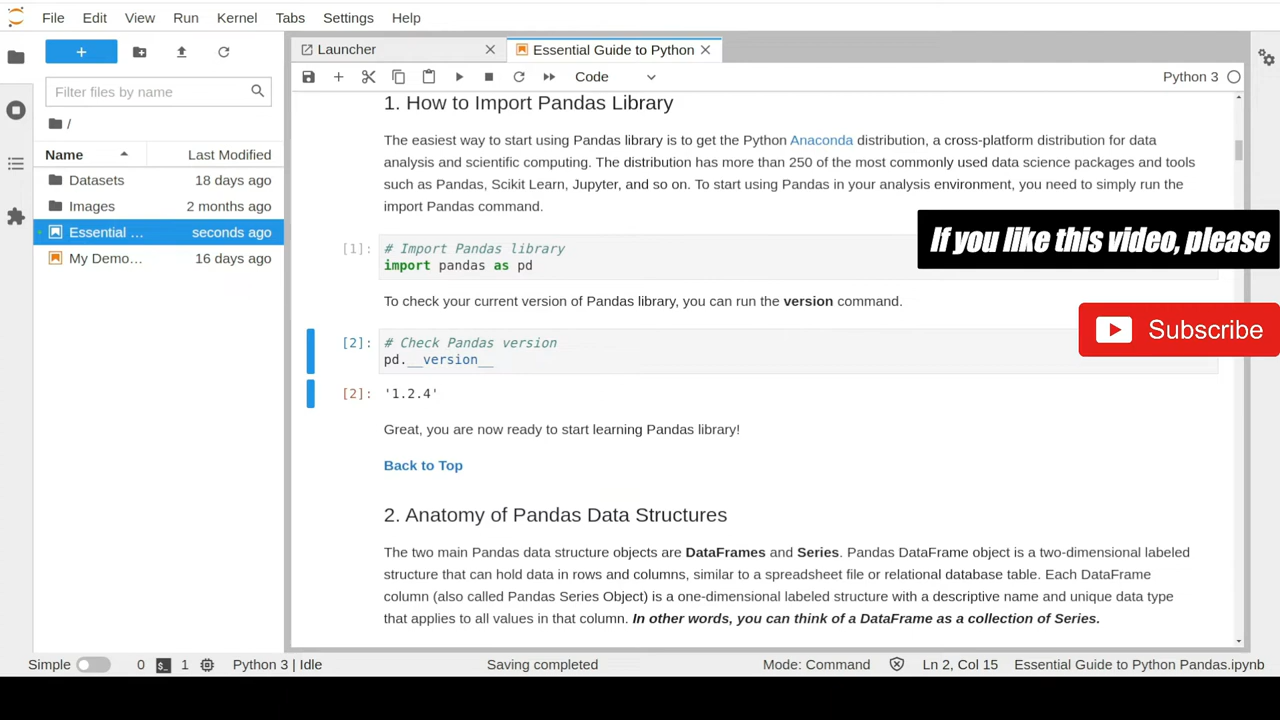 File Edit View Run Kernel Tabs Settings Help
+
Filter files by name
/
Name Last Modified
Datasets 18 days ago
Images 2 months ago
Essential ... seconds ago
My Demo... 16 days ago
Launcher
Essential Guide to Python
Code
Python 3
1. How to Import Pandas Library
The easiest way to start using Pandas library is to get the Python Anaconda distribution, a cross-platform distribution for data
analysis and scientific computing. The distribution has more than 250 of the most commonly used data science packages and tools
such as Pandas, Scikit Learn, Jupyter, and so on. To start using Pandas in your analysis environment, you need to simply run the
import Pandas command.
[1]: # Import Pandas library
import pandas as pd
To check your current version of Pandas library, you can run the version command.
[2]: # Check Pandas version
pd.__version__
[2]: '1.2.4'
Great, you are now ready to start learning Pandas library!
Back to Top
2. Anatomy of Pandas Data Structures
The two main Pandas data structure objects are DataFrames and Series. Pandas DataFrame object is a two-dimensional labeled
structure that can hold data in rows and columns, similar to a spreadsheet file or relational database table. Each DataFrame
column (also called Pandas Series Object) is a one-dimensional labeled structure with a descriptive name and unique data type
that applies to all values in that column. In other words, you can think of a DataFrame as a collection of Series.
If you like this video, please
Subscribe
Simple 0 $_ 1 Python 3 | Idle Saving completed Mode: Command Ln 2, Col 15 Essential Guide to Python Pandas.ipynb